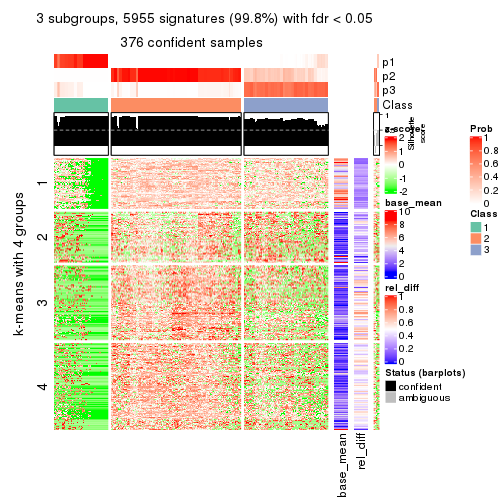 3 subgroups, 5955 signatures (99.8%) with fdr < 0.05
376 confident samples
p1
p2
p3
Class
1
0
Silhouette
score
k-means with 4 groups
1
2
3
4
base_mean
rel_diff
z-score
2
1
0
-1
-2
base_mean
10
8
6
4
2
0
rel_diff
1
0.8
0.6
0.4
0.2
0
Status (barplots)
confident
ambiguous
Prob
1
0.8
0.6
0.4
0.2
0
Class
1
2
3